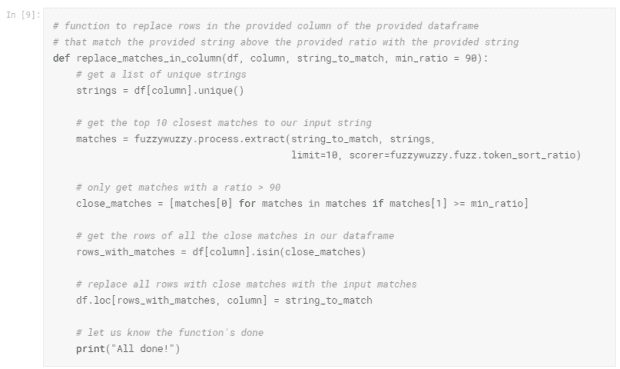 In [9]:
# function to replace rows in the provided column of the provided dataframe
# that match the provided string above the provided ratio with the provided string
def replace_matches_in_column(df, column, string_to_match, min_ratio = 90):
    # get a list of unique strings
    strings = df[column].unique()

    # get the top 10 closest matches to our input string
    matches = fuzzywuzzy.process.extract(string_to_match, strings,
                                         limit=10, scorer=fuzzywuzzy.fuzz.token_sort_ratio)

    # only get matches with a ratio > 90
    close_matches = [matches[0] for matches in matches if matches[1] >= min_ratio]

    # get the rows of all the close matches in our dataframe
    rows_with_matches = df[column].isin(close_matches)

    # replace all rows with close matches with the input matches
    df.loc[rows_with_matches, column] = string_to_match

    # let us know the function's done
    print("All done!")